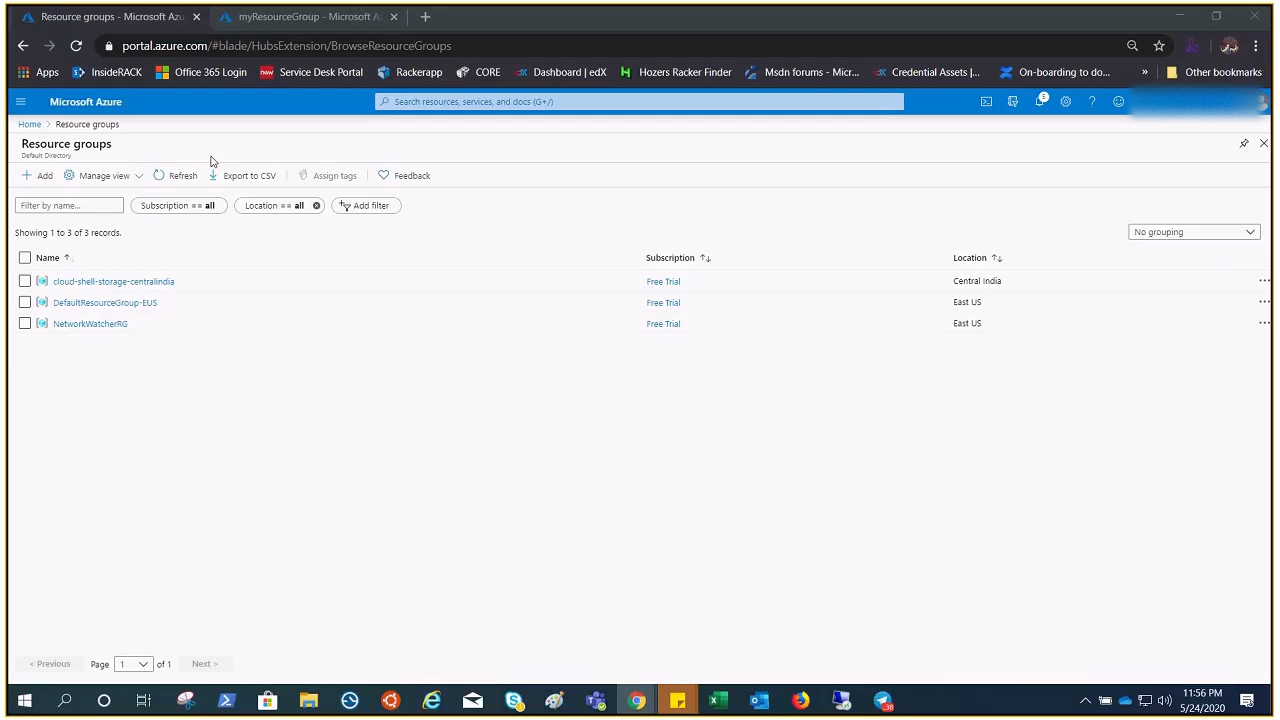 Resource groups - Microsoft Azu
myResourceGroup - Microsoft Az
portal.azure.com/#blade/HubsExtension/BrowseResourceGroups
Apps InsideRACK Office 365 Login new Service Desk Portal Rackerapp CORE Dashboard | edX Hozers Racker Finder Msdn forums - Micr... Credential Assets |... On-boarding to do... » Other bookmarks
Microsoft Azure Search resources, services, and docs (G+/)
Home > Resource groups
Resource groups
Default Directory
Add Manage view Refresh Export to CSV Assign tags Feedback
Filter by name... Subscription == all Location == all Add filter
Showing 1 to 3 of 3 records. No grouping
Name Subscription Location
cloud-shell-storage-centralindia Free Trial Central India
DefaultResourceGroup-EUS Free Trial East US
NetworkWatcherRG Free Trial East US
< Previous Page 1 of 1 Next >
11:56 PM
5/24/2020